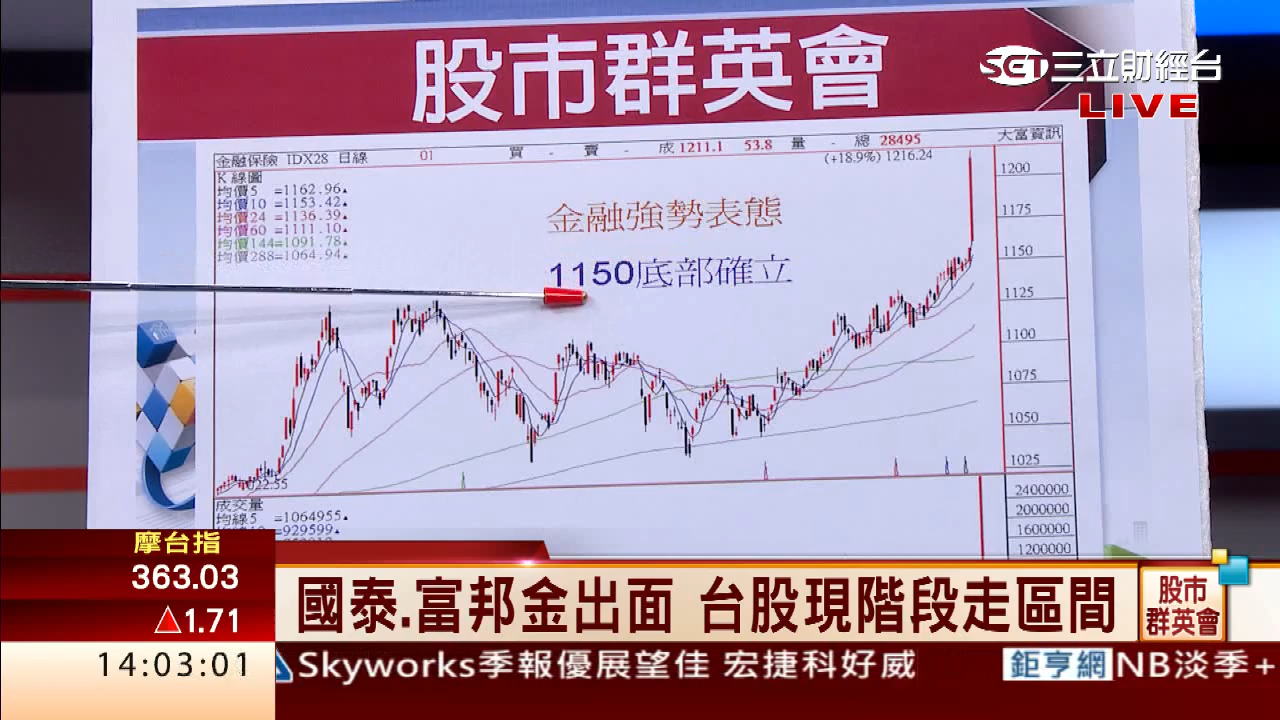 股市群英會
SET三立財經台
LIVE
金融保險 IDX28 日線 01 買 - 賣 - 成 1211.1 53.8 量 - 總 28495
大富資訊
(+18.9%) 1216.24
K 線圖
均價5 =1162.96▲
均價10 =1153.42▲
均價24 =1136.39▲
均價60 =1111.10▲
均價144=1091.78▲
均價288=1064.94▲
金融強勢表態
1150底部確立
1200
1175
1150
1125
1100
1075
1050
1025
成交量
均線5 =1064955▲
=929599▲
2400000
2000000
1600000
1200000
摩台指
363.03
△1.71
14:03:01
國泰.富邦金出面 台股現階段走區間
股市
群英會
Skyworks季報優展望佳 宏捷科好威
鉅亨網 NB淡季+